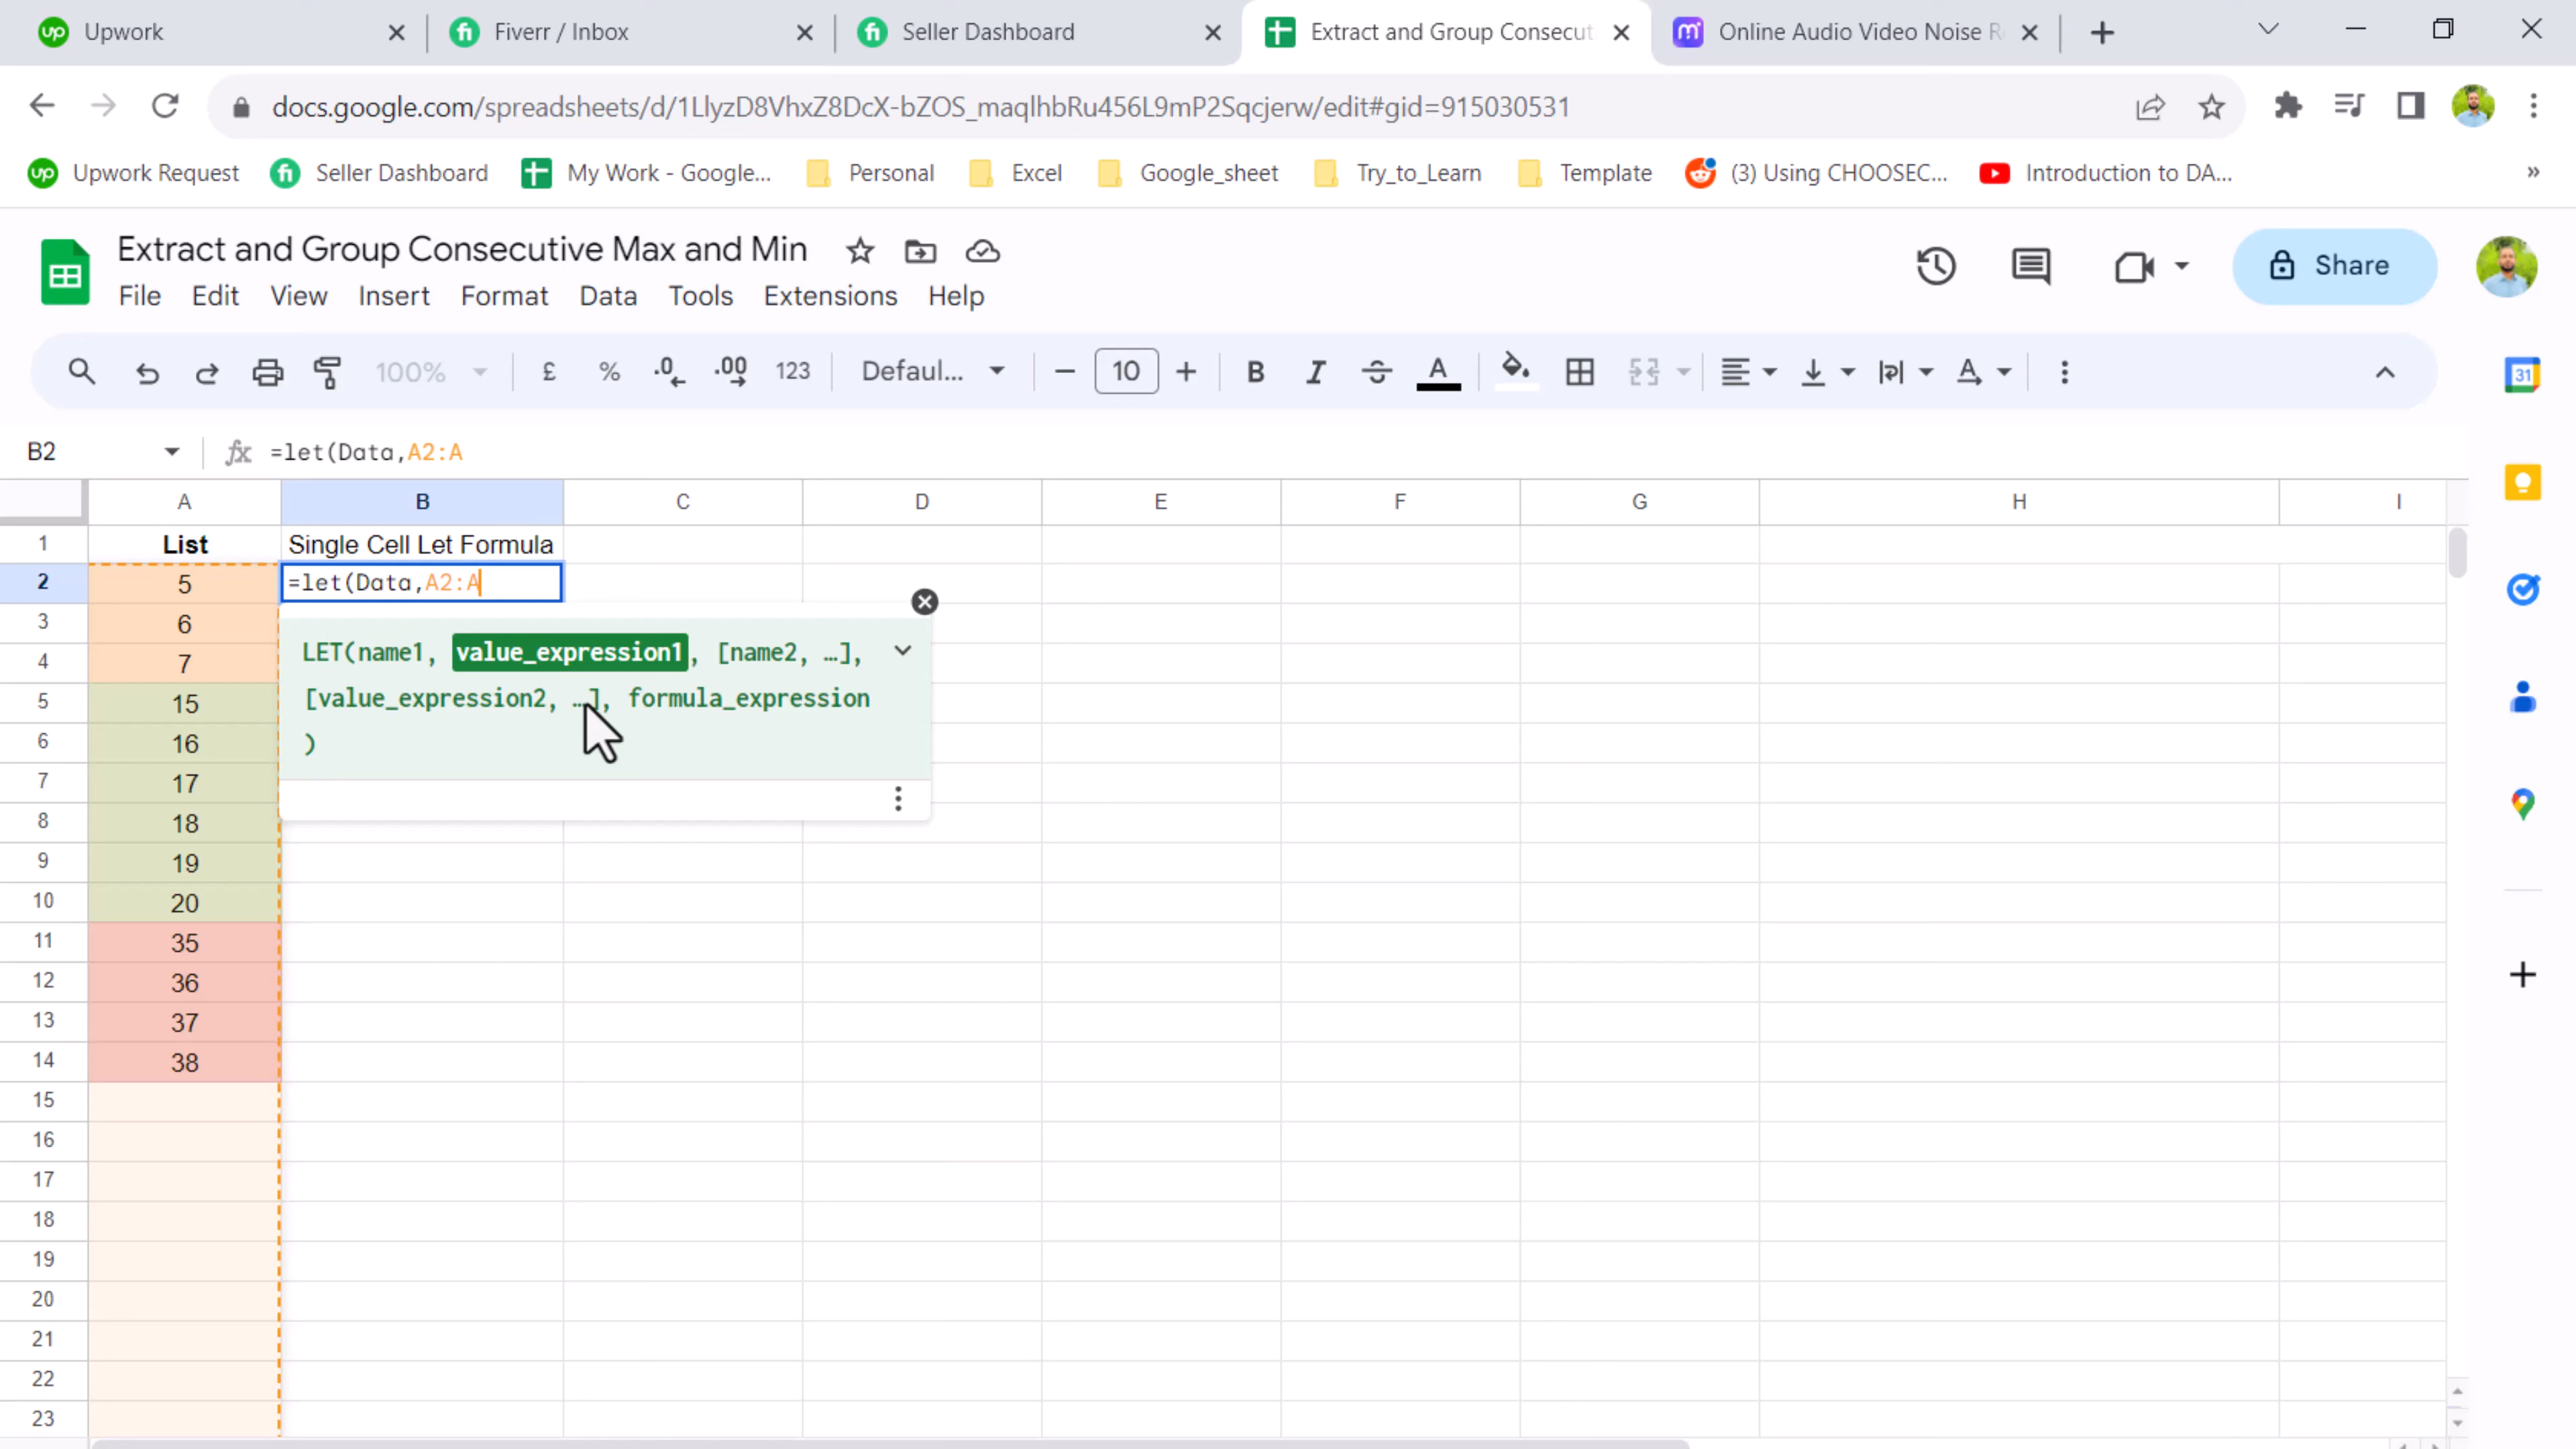 Upwork
Fiverr / Inbox
Seller Dashboard
Extract and Group Consecut
Online Audio Video Noise R
docs.google.com/spreadsheets/d/1LlyzD8VhxZ8DcX-bZOS_maqlhbRu456L9mP2Sqcjerw/edit#gid=915030531
Upwork Request
Seller Dashboard
My Work - Google...
Personal
Excel
Google_sheet
Try_to_Learn
Template
(3) Using CHOOSEC...
Introduction to DA...
»
Extract and Group Consecutive Max and Min
File Edit View Insert Format Data Tools Extensions Help
Share
100% £ % .0 .00 123 Defaul... 10 B I A A
31
B2 fx =let(Data,A2:A
A B C D E F G H I
1 List Single Cell Let Formula
2 5 =let(Data,A2:A
3 6
4 7
LET(name1, value_expression1, [name2, …],
[value_expression2, …], formula_expression
)
5 15
6 16
7 17
8 18
9 19
10 20
11 35
12 36
13 37
14 38
15
16
17
18
19
20
21
22
23